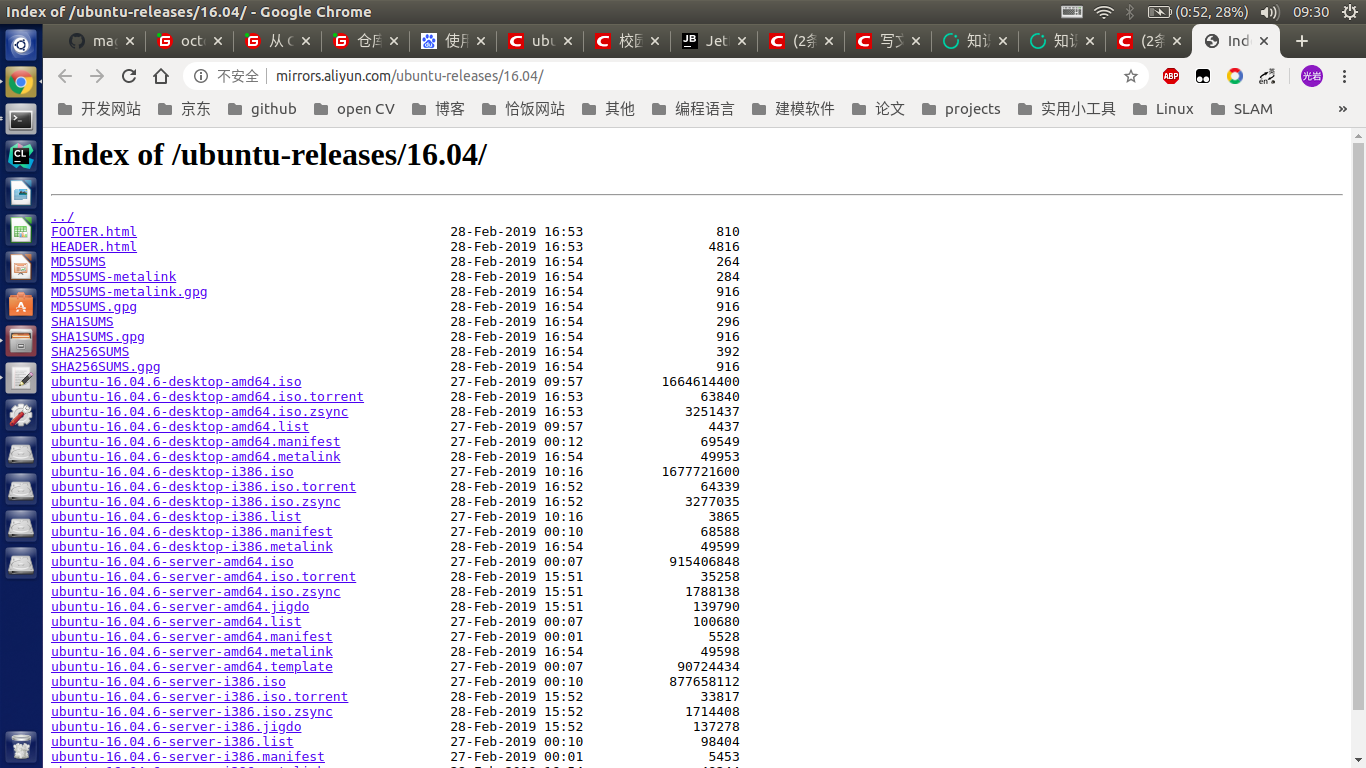 Index of /ubuntu-releases/16.04/ - Google Chrome (0:52, 28%) 09:30
mag octo 从 仓库 使用 ubu 校园 Jet (2条 写文 知识 知识 (2条 Inde
不安全 mirrors.aliyun.com/ubuntu-releases/16.04/ ABP en 光岩
开发网站 京东 github open CV 博客 恰饭网站 其他 编程语言 建模软件 论文 projects 实用小工具 Linux SLAM »
Index of /ubuntu-releases/16.04/
../
FOOTER.html 28-Feb-2019 16:53 810
HEADER.html 28-Feb-2019 16:53 4816
MD5SUMS 28-Feb-2019 16:54 264
MD5SUMS-metalink 28-Feb-2019 16:54 284
MD5SUMS-metalink.gpg 28-Feb-2019 16:54 916
MD5SUMS.gpg 28-Feb-2019 16:54 916
SHA1SUMS 28-Feb-2019 16:54 296
SHA1SUMS.gpg 28-Feb-2019 16:54 916
SHA256SUMS 28-Feb-2019 16:54 392
SHA256SUMS.gpg 28-Feb-2019 16:54 916
ubuntu-16.04.6-desktop-amd64.iso 27-Feb-2019 09:57 1664614400
ubuntu-16.04.6-desktop-amd64.iso.torrent 28-Feb-2019 16:53 63840
ubuntu-16.04.6-desktop-amd64.iso.zsync 28-Feb-2019 16:53 3251437
ubuntu-16.04.6-desktop-amd64.list 27-Feb-2019 09:57 4437
ubuntu-16.04.6-desktop-amd64.manifest 27-Feb-2019 00:12 69549
ubuntu-16.04.6-desktop-amd64.metalink 28-Feb-2019 16:54 49953
ubuntu-16.04.6-desktop-i386.iso 27-Feb-2019 10:16 1677721600
ubuntu-16.04.6-desktop-i386.iso.torrent 28-Feb-2019 16:52 64339
ubuntu-16.04.6-desktop-i386.iso.zsync 28-Feb-2019 16:52 3277035
ubuntu-16.04.6-desktop-i386.list 27-Feb-2019 10:16 3865
ubuntu-16.04.6-desktop-i386.manifest 27-Feb-2019 00:10 68588
ubuntu-16.04.6-desktop-i386.metalink 28-Feb-2019 16:54 49599
ubuntu-16.04.6-server-amd64.iso 27-Feb-2019 00:07 915406848
ubuntu-16.04.6-server-amd64.iso.torrent 28-Feb-2019 15:51 35258
ubuntu-16.04.6-server-amd64.iso.zsync 28-Feb-2019 15:51 1788138
ubuntu-16.04.6-server-amd64.jigdo 28-Feb-2019 15:51 139790
ubuntu-16.04.6-server-amd64.list 27-Feb-2019 00:07 100680
ubuntu-16.04.6-server-amd64.manifest 27-Feb-2019 00:01 5528
ubuntu-16.04.6-server-amd64.metalink 28-Feb-2019 16:54 49598
ubuntu-16.04.6-server-amd64.template 27-Feb-2019 00:07 90724434
ubuntu-16.04.6-server-i386.iso 27-Feb-2019 00:10 877658112
ubuntu-16.04.6-server-i386.iso.torrent 28-Feb-2019 15:52 33817
ubuntu-16.04.6-server-i386.iso.zsync 28-Feb-2019 15:52 1714408
ubuntu-16.04.6-server-i386.jigdo 28-Feb-2019 15:52 137278
ubuntu-16.04.6-server-i386.list 27-Feb-2019 00:10 98404
ubuntu-16.04.6-server-i386.manifest 27-Feb-2019 00:01 5453